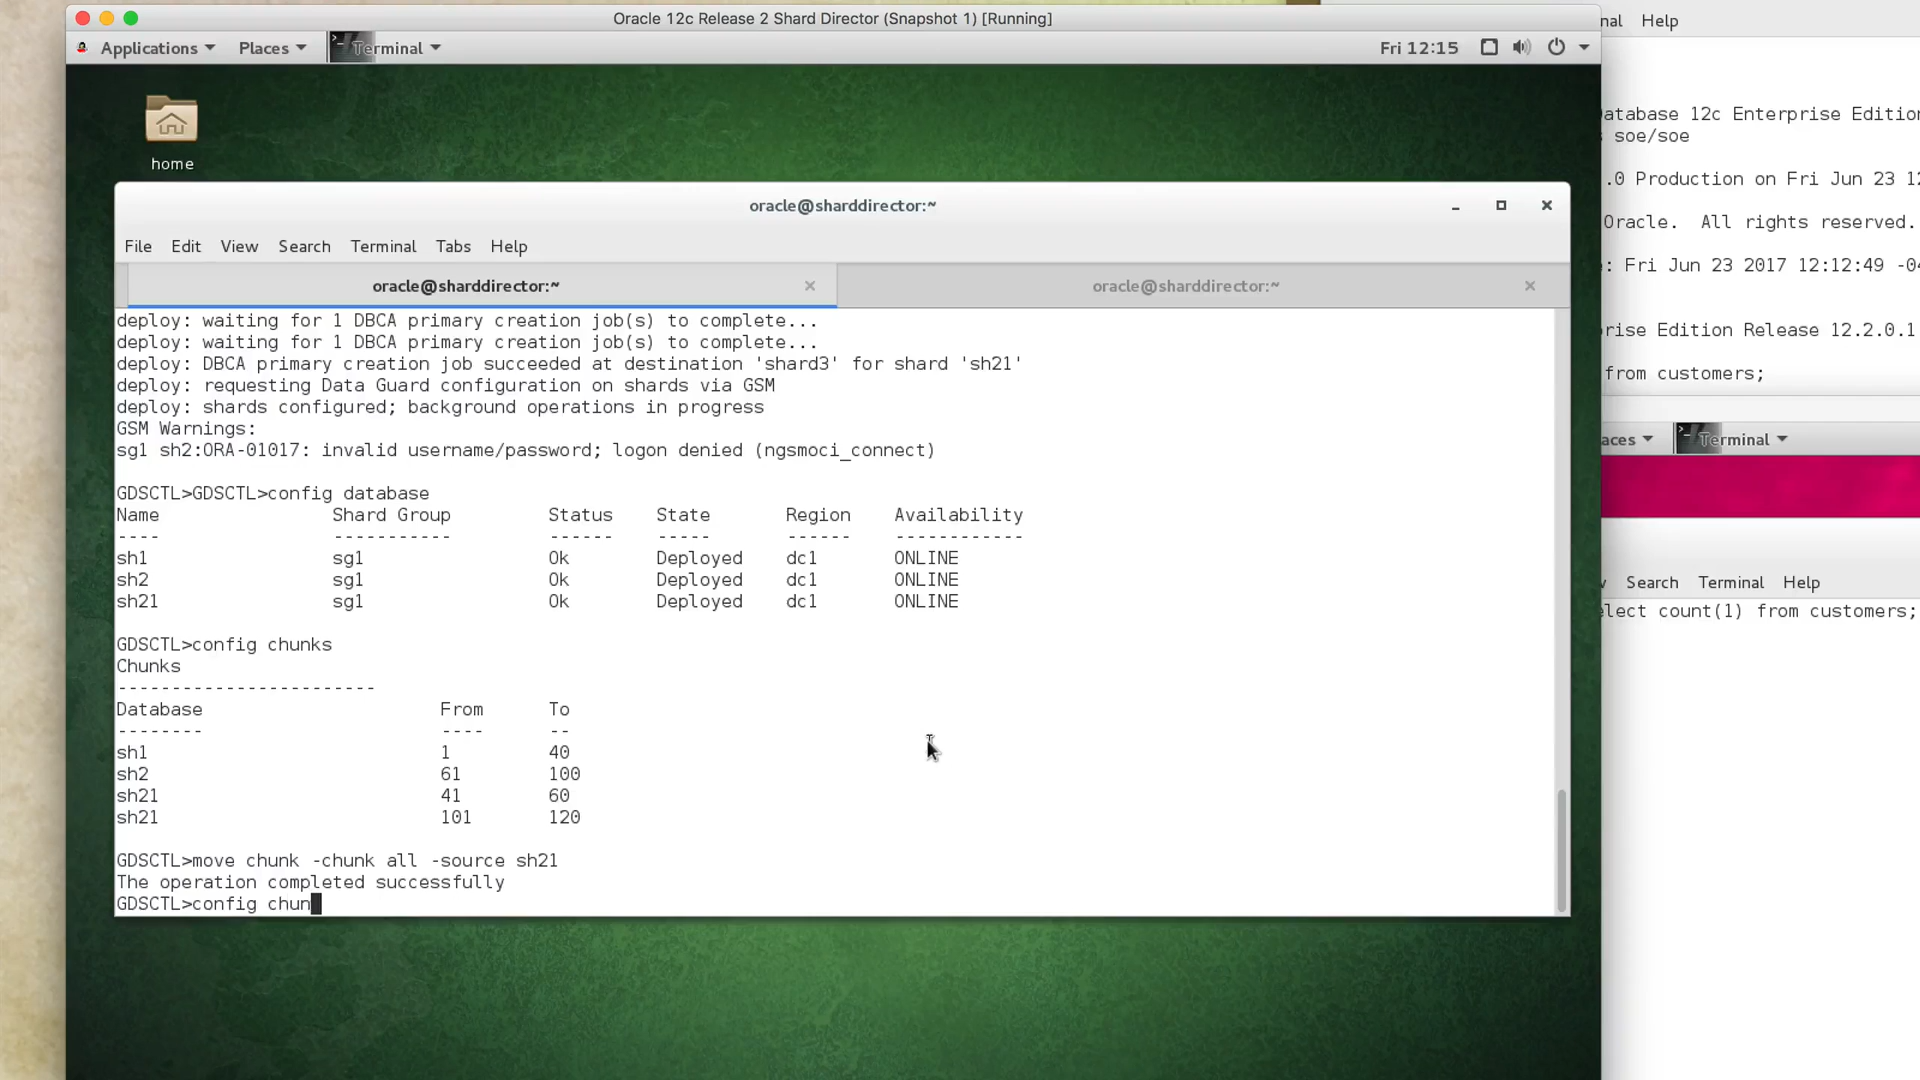 Oracle 12c Release 2 Shard Director (Snapshot 1) [Running]
Help
Applications Places Terminal Fri 12:15
home
atabase 12c Enterprise Edition
soe/soe
.0 Production on Fri Jun 23 12
Oracle. All rights reserved.
: Fri Jun 23 2017 12:12:49 -04
rise Edition Release 12.2.0.1
from customers;
Terminal
Search Terminal Help
elect count(1) from customers;
oracle@sharddirector:~
File Edit View Search Terminal Tabs Help
oracle@sharddirector:~ oracle@sharddirector:~
deploy: waiting for 1 DBCA primary creation job(s) to complete...
deploy: waiting for 1 DBCA primary creation job(s) to complete...
deploy: DBCA primary creation job succeeded at destination 'shard3' for shard 'sh21'
deploy: requesting Data Guard configuration on shards via GSM
deploy: shards configured; background operations in progress
GSM Warnings:
sg1 sh2:ORA-01017: invalid username/password; logon denied (ngsmoci_connect)
GDSCTL>GDSCTL>config database
Name Shard Group Status State Region Availability
---- ----------- ------ ----- ------ ------------
sh1 sg1 Ok Deployed dc1 ONLINE
sh2 sg1 Ok Deployed dc1 ONLINE
sh21 sg1 Ok Deployed dc1 ONLINE
GDSCTL>config chunks
Chunks
------------------------
Database From To
-------- ---- --
sh1 1 40
sh2 61 100
sh21 41 60
sh21 101 120
GDSCTL>move chunk -chunk all -source sh21
The operation completed successfully
GDSCTL>config chun